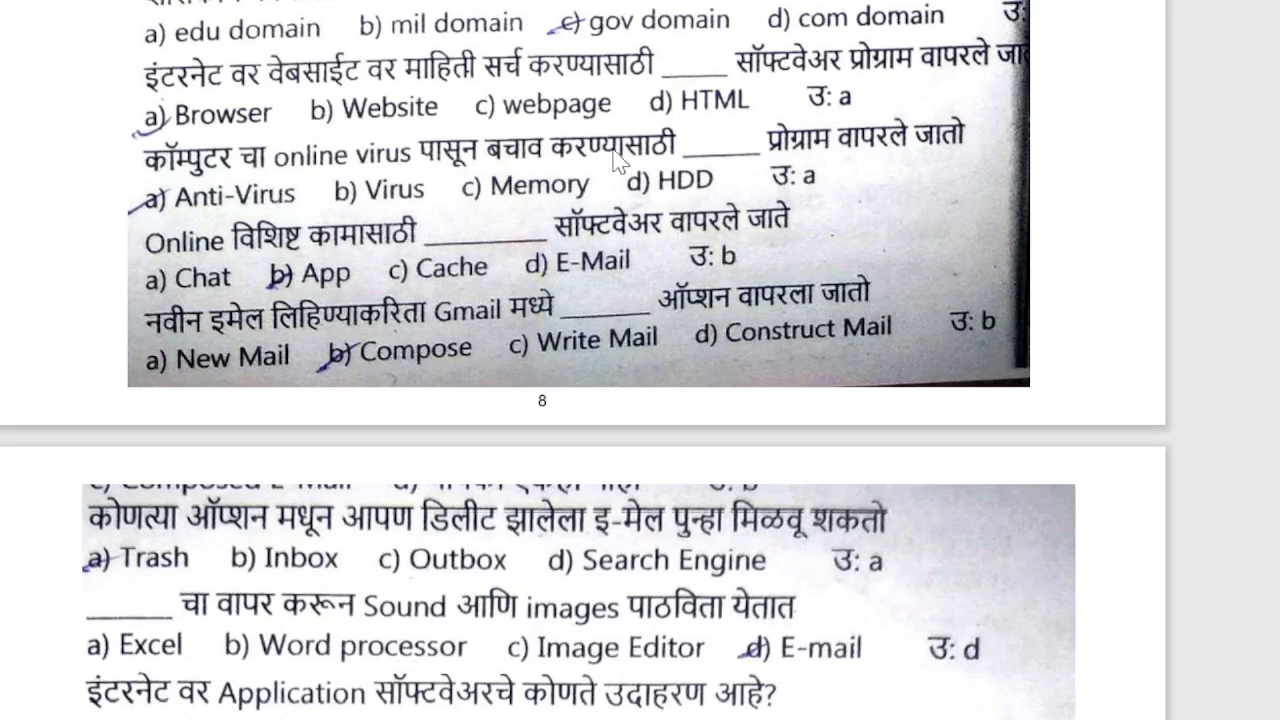 a) edu domain b) mil domain c) gov domain d) com domain
इंटरनेट वर वेबसाईट वर माहिती सर्च करण्यासाठी _____ सॉफ्टवेअर प्रोग्राम वापरले
a) Browser b) Website c) webpage d) HTML उ: a
कॉम्पुटर चा online virus पासून बचाव करण्यासाठी ______ प्रोग्राम वापरले जातो
a) Anti-Virus b) Virus c) Memory d) HDD उ: a
Online विशिष्ट कामासाठी __________ सॉफ्टवेअर वापरले जाते
a) Chat b) App c) Cache d) E-Mail उ: b
नवीन इमेल लिहिण्याकरिता Gmail मध्ये _______ ऑप्शन वापरला जातो
a) New Mail b) Compose c) Write Mail d) Construct Mail उ: b
8
कोणत्या ऑप्शन मधून आपण डिलीट झालेला इ-मेल पुन्हा मिळवू शकतो
a) Trash b) Inbox c) Outbox d) Search Engine उ: a
_______ चा वापर करून Sound आणि images पाठविता येतात
a) Excel b) Word processor c) Image Editor d) E-mail उ: d
इंटरनेट वर Application सॉफ्टवेअरचे कोणते उदाहरण आहे?